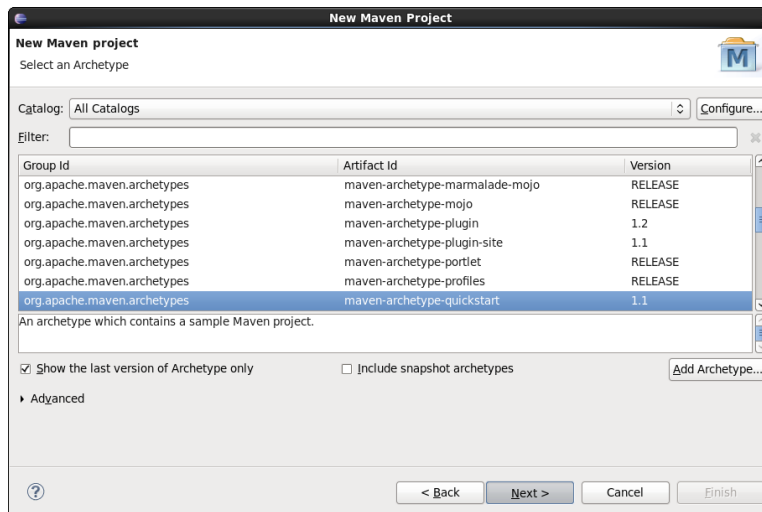 New Maven Project
New Maven project
Select an Archetype
M
Catalog: All Catalogs Configure...
Filter:
Group Id Artifact Id Version
org.apache.maven.archetypes maven-archetype-marmalade-mojo RELEASE
org.apache.maven.archetypes maven-archetype-mojo RELEASE
org.apache.maven.archetypes maven-archetype-plugin 1.2
org.apache.maven.archetypes maven-archetype-plugin-site 1.1
org.apache.maven.archetypes maven-archetype-portlet RELEASE
org.apache.maven.archetypes maven-archetype-profiles RELEASE
org.apache.maven.archetypes maven-archetype-quickstart 1.1
An archetype which contains a sample Maven project.
Show the last version of Archetype only Include snapshot archetypes Add Archetype...
Advanced
? < Back Next > Cancel Finish